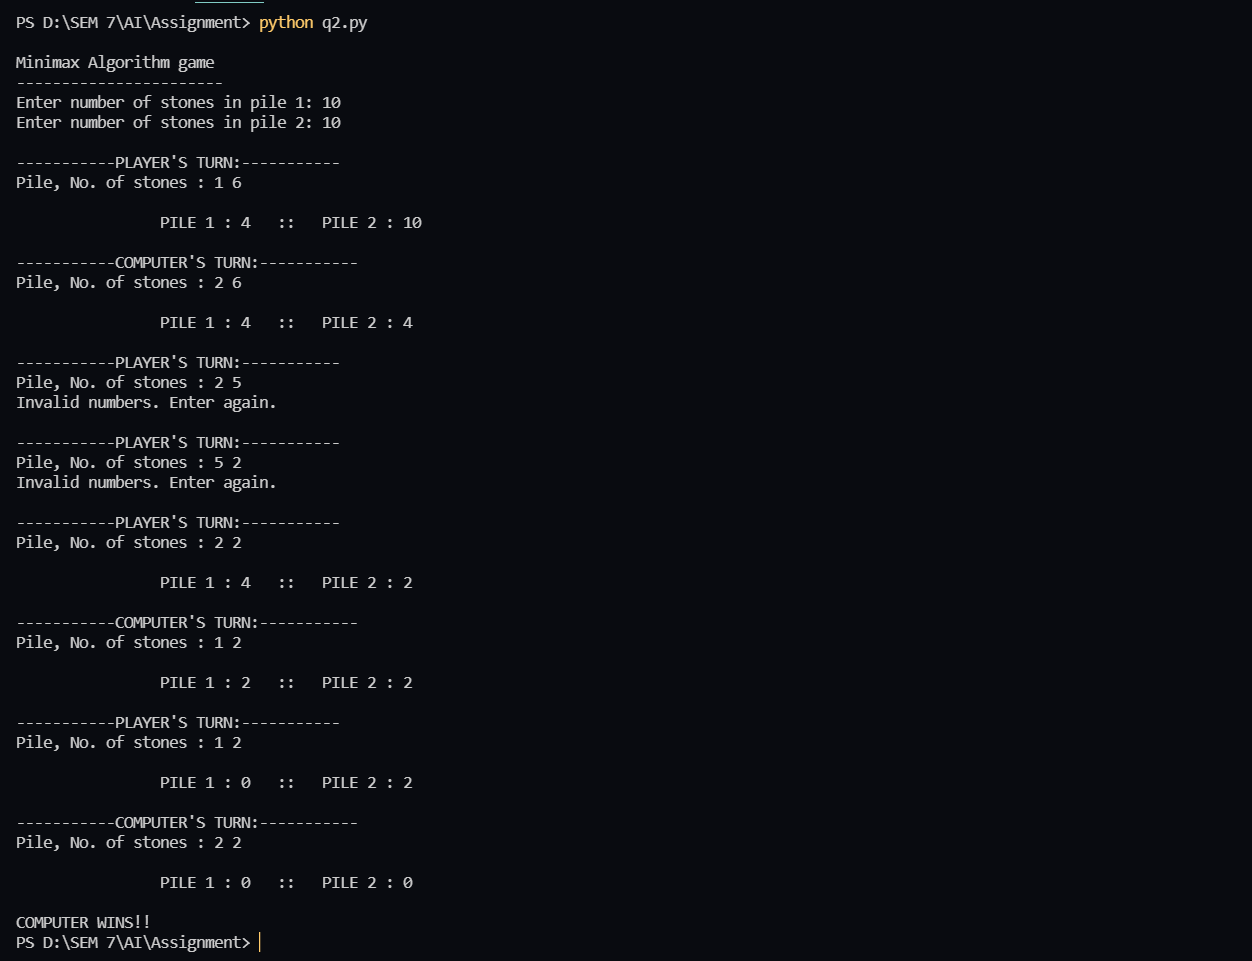 PS D:\SEM 7\AI\Assignment> python q2.py
Minimax Algorithm game
-----------------------
Enter number of stones in pile 1: 10
Enter number of stones in pile 2: 10
-----------PLAYER'S TURN:-----------
Pile, No. of stones : 1 6
PILE 1 : 4   ::   PILE 2 : 10
-----------COMPUTER'S TURN:-----------
Pile, No. of stones : 2 6
PILE 1 : 4   ::   PILE 2 : 4
-----------PLAYER'S TURN:-----------
Pile, No. of stones : 2 5
Invalid numbers. Enter again.
-----------PLAYER'S TURN:-----------
Pile, No. of stones : 5 2
Invalid numbers. Enter again.
-----------PLAYER'S TURN:-----------
Pile, No. of stones : 2 2
PILE 1 : 4   ::   PILE 2 : 2
-----------COMPUTER'S TURN:-----------
Pile, No. of stones : 1 2
PILE 1 : 2   ::   PILE 2 : 2
-----------PLAYER'S TURN:-----------
Pile, No. of stones : 1 2
PILE 1 : 0   ::   PILE 2 : 2
-----------COMPUTER'S TURN:-----------
Pile, No. of stones : 2 2
PILE 1 : 0   ::   PILE 2 : 0
COMPUTER WINS!!
PS D:\SEM 7\AI\Assignment>